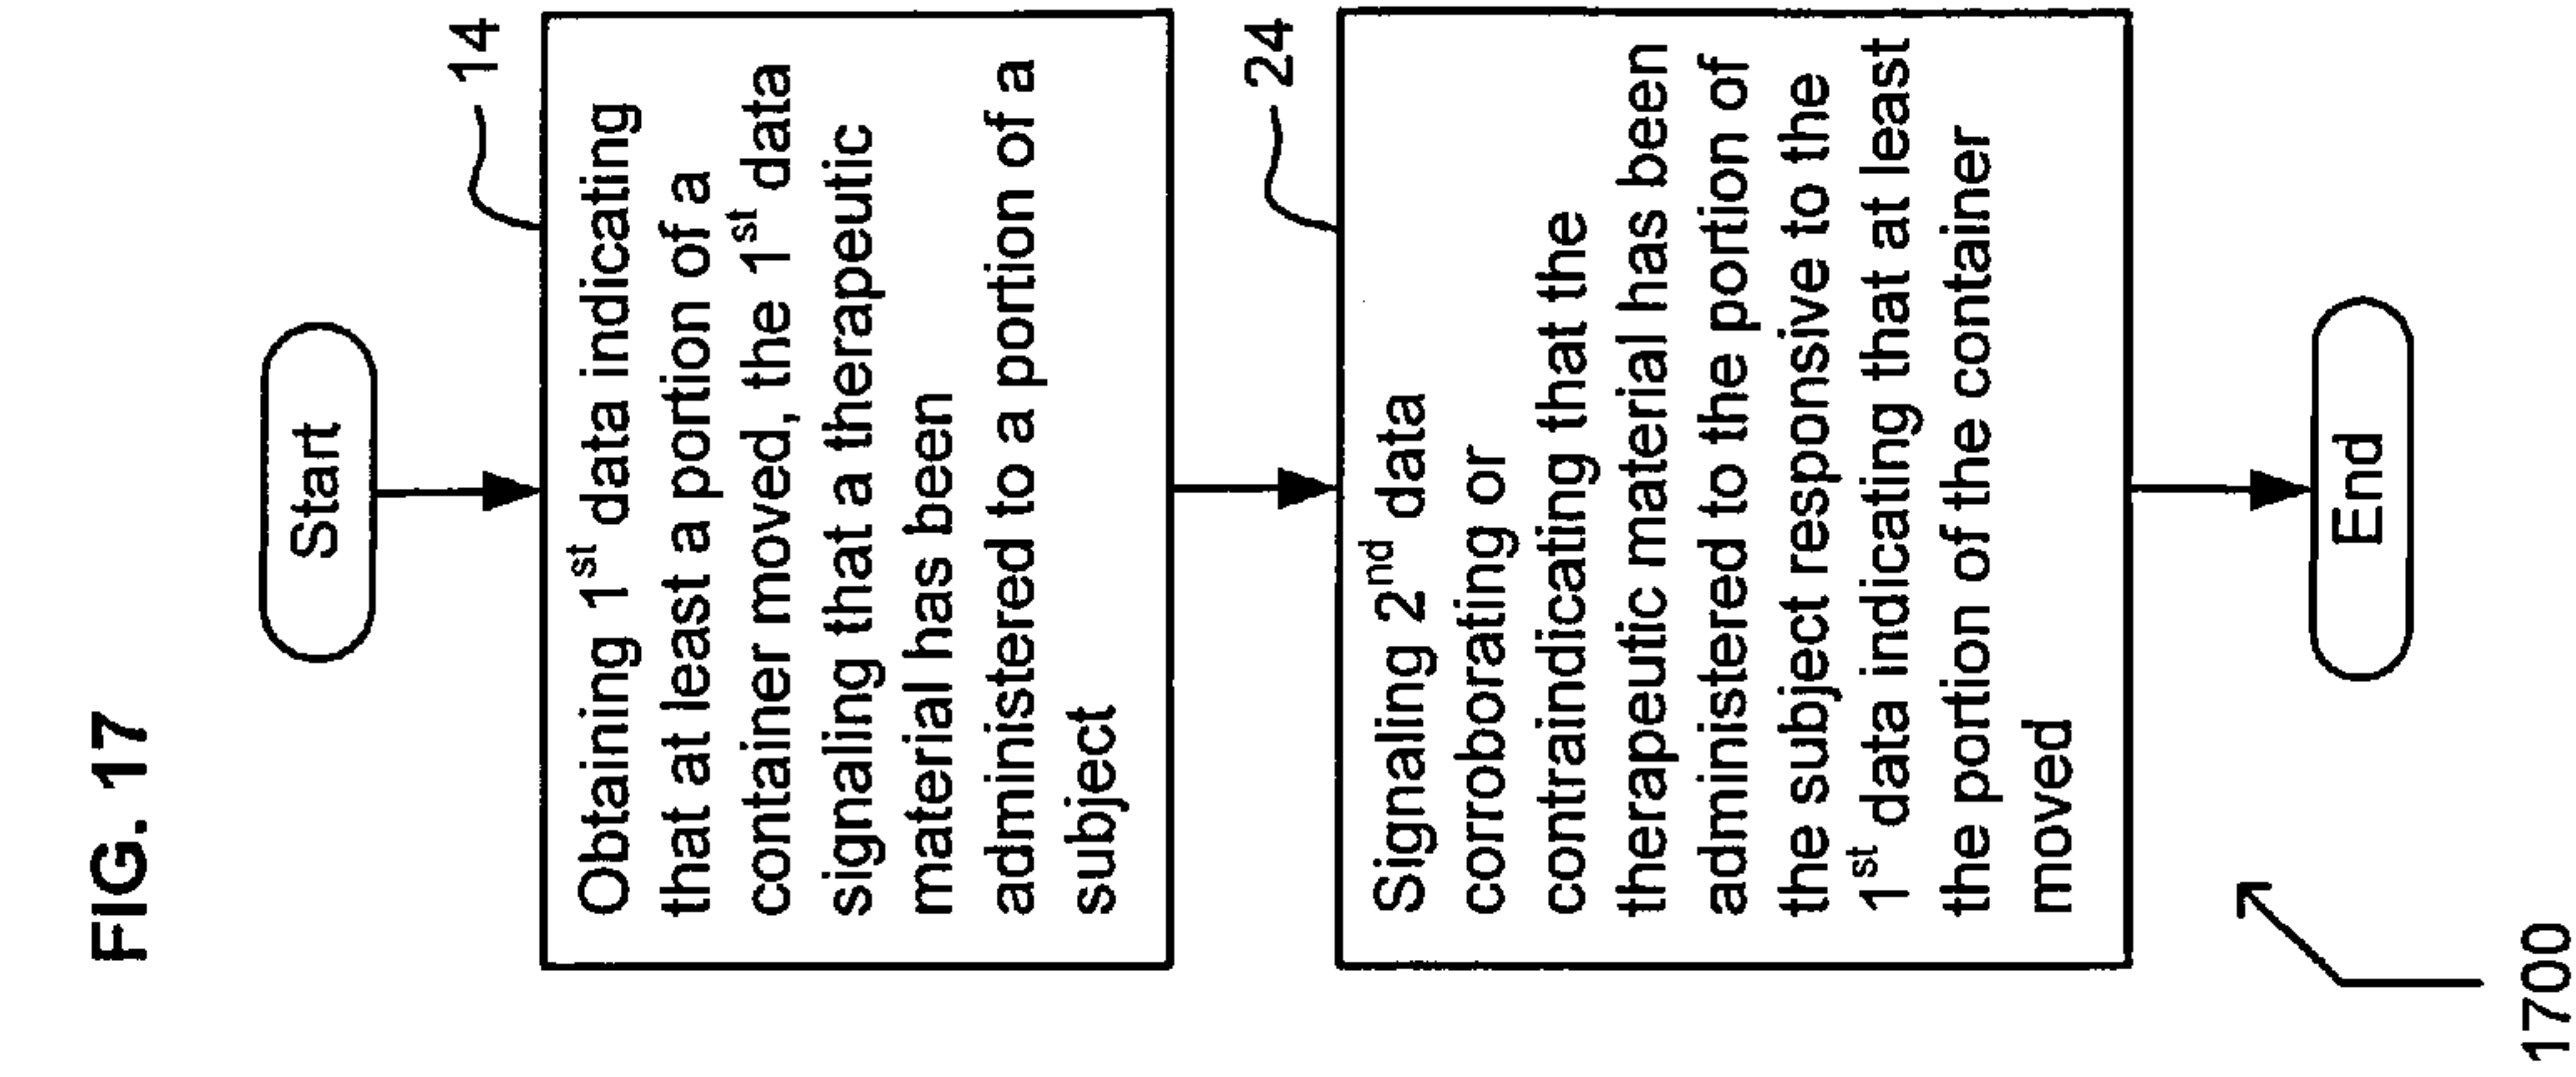 FIG. 17
Start
14
Obtaining 1st data indicating
that at least a portion of a
container moved, the 1st data
signaling that a therapeutic
material has been
administered to a portion of a
subject
24
Signaling 2nd data
corroborating or
contraindicating that the
therapeutic material has been
administered to the portion of
the subject responsive to the
1st data indicating that at least
the portion of the container
moved
End
1700